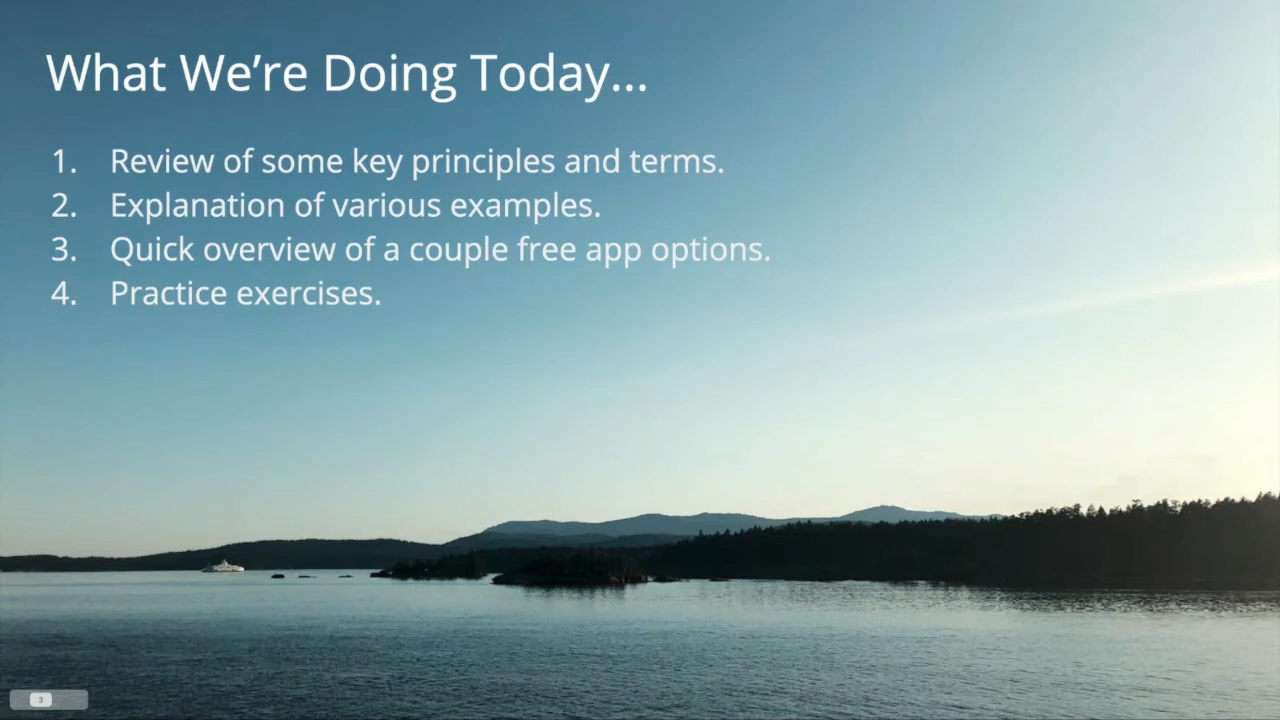 What We’re Doing Today...
1. Review of some key principles and terms.
2. Explanation of various examples.
3. Quick overview of a couple free app options.
4. Practice exercises.
3